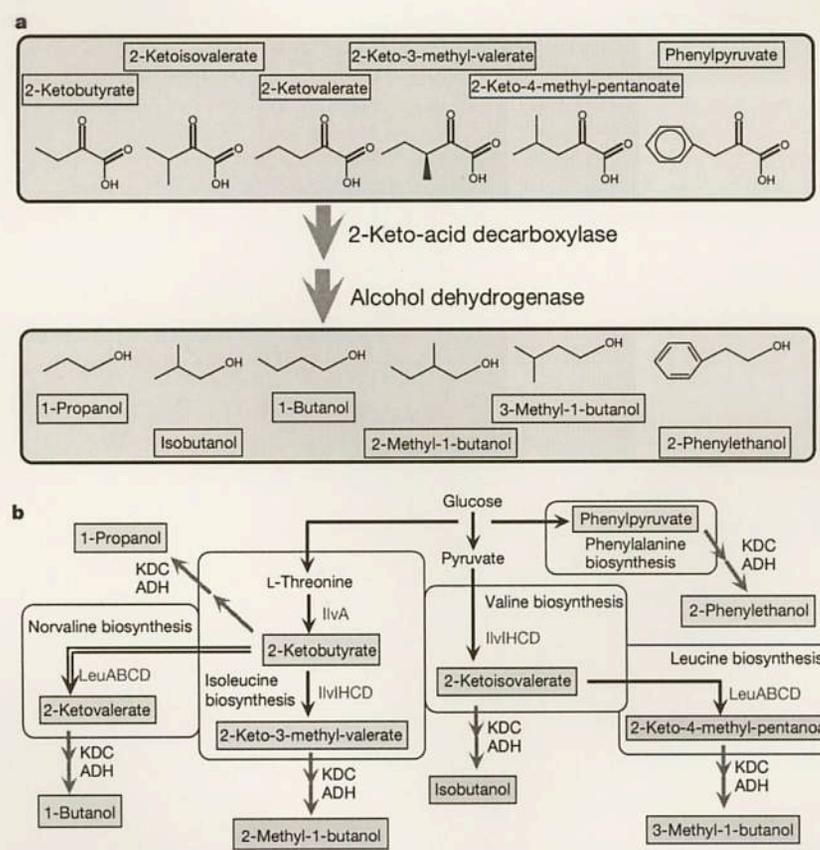 a
2-Ketoisovalerate
2-Keto-3-methyl-valerate
Phenylpyruvate
2-Ketobutyrate
2-Ketovalerate
2-Keto-4-methyl-pentanoate
O
O
O
O
O
O
O
O
O
O
O
O
OH
OH
OH
OH
OH
OH
2-Keto-acid decarboxylase
Alcohol dehydrogenase
OH
OH
OH
OH
OH
OH
1-Propanol
1-Butanol
3-Methyl-1-butanol
Isobutanol
2-Methyl-1-butanol
2-Phenylethanol
b
Glucose
1-Propanol
Phenylpyruvate
Phenylalanine
biosynthesis
KDC
ADH
Pyruvate
KDC
ADH
L-Threonine
2-Phenylethanol
Valine biosynthesis
IlvA
Norvaline biosynthesis
IlvIHCD
2-Ketobutyrate
Leucine biosynthesis
LeuABCD
Isoleucine
biosynthesis
IlvIHCD
2-Ketoisovalerate
LeuABCD
2-Ketovalerate
2-Keto-3-methyl-valerate
2-Keto-4-methyl-pentanoa
KDC
ADH
KDC
ADH
KDC
ADH
KDC
ADH
1-Butanol
Isobutanol
2-Methyl-1-butanol
3-Methyl-1-butanol